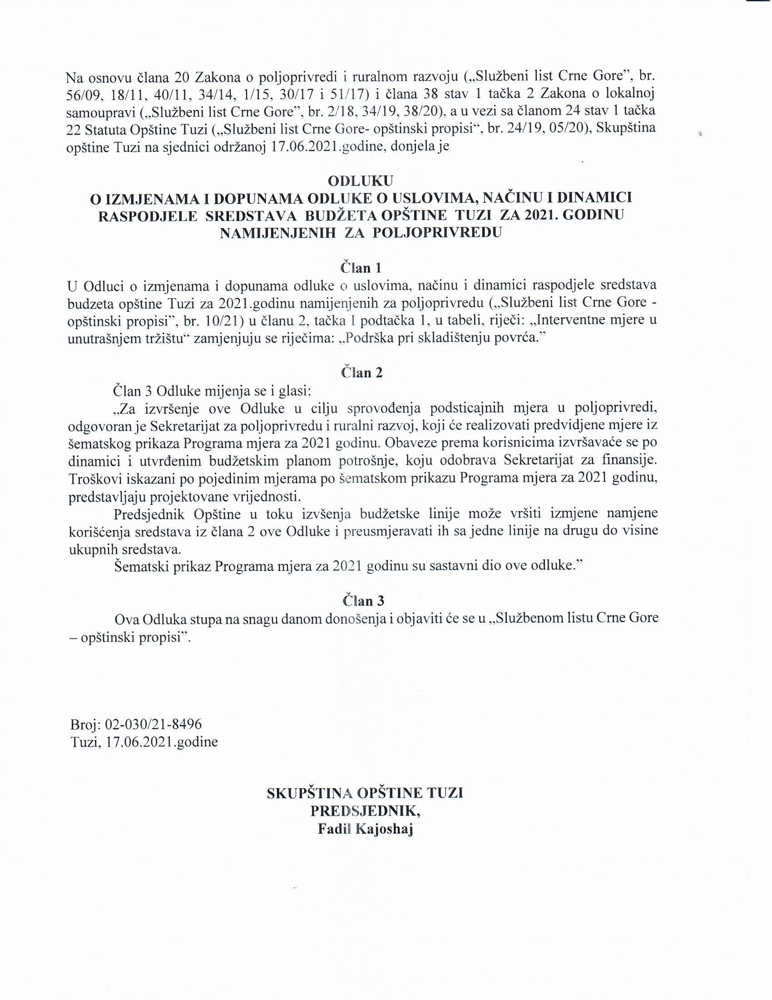 Na osnovu člana 20 Zakona o poljoprivredi i ruralnom razvoju („Službeni list Crne Gore”, br.
56/09, 18/11, 40/11, 34/14, 1/15, 30/17 i 51/17) i člana 38 stav 1 tačka 2 Zakona o lokalnoj
samoupravi („Službeni list Crne Gore”, br. 2/18, 34/19, 38/20), a u vezi sa članom 24 stav 1 tačka
22 Statuta Opštine Tuzi („Službeni list Crne Gore- opštinski propisi“, br. 24/19, 05/20), Skupština
opštine Tuzi na sjednici održanoj 17.06.2021.godine, donjela je
ODLUKU
O IZMJENAMA I DOPUNAMA ODLUKE O USLOVIMA, NAČINU I DINAMICI
RASPODJELE SREDSTAVA BUDŽETA OPŠTINE TUZI ZA 2021. GODINU
NAMIJENJENIH ZA POLJOPRIVREDU
Član 1
U Odluci o izmjenama i dopunama odluke o uslovima, načinu i dinamici raspodjele sredstava
budzeta opštine Tuzi za 2021.godinu namijenjenih za poljoprivredu („Službeni list Crne Gore -
opštinski propisi”, br. 10/21) u članu 2, tačka I podtačka 1, u tabeli, riječi: „Interventne mjere u
unutrašnjem tržištu“ zamjenjuju se riječima: „Podrška pri skladištenju povrća.”
Član 2
Član 3 Odluke mijenja se i glasi:
„Za izvršenje ove Odluke u cilju sprovođenja podsticajnih mjera u poljoprivredi,
odgovoran je Sekretarijat za poljoprivredu i ruralni razvoj, koji će realizovati predvidjene mjere iz
šematskog prikaza Programa mjera za 2021 godinu. Obaveze prema korisnicima izvršavaće se po
dinamici i utvrđenim budžetskim planom potrošnje, koju odobrava Sekretarijat za finansije.
Troškovi iskazani po pojedinim mjerama po šematskom prikazu Programa mjera za 2021 godinu,
predstavljaju projektovane vrijednosti.
Predsjednik Opštine u toku izvšenja budžetske linije može vršiti izmjene namjene
korišćenja sredstava iz člana 2 ove Odluke i preusmjeravati ih sa jedne linije na drugu do visine
ukupnih sredstava.
Šematski prikaz Programa mjera za 2021 godinu su sastavni dio ove odluke.”
Član 3
Ova Odluka stupa na snagu danom donošenja i objaviti će se u „Službenom listu Crne Gore
– opštinski propisi”.
Broj: 02-030/21-8496
Tuzi, 17.06.2021.godine
SKUPŠTINA OPŠTINE TUZI
PREDSJEDNIK,
Fadil Kajoshaj